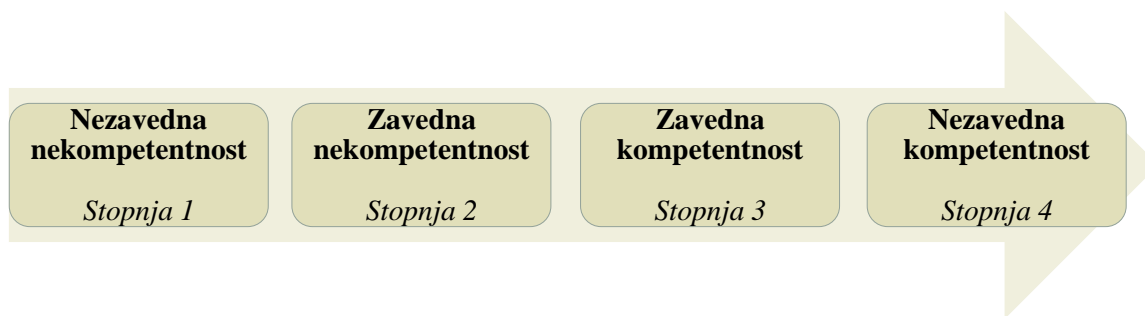 Nezavedna
nekompetentnost
Stopnja 1
Zavedna
nekompetentnost
Stopnja 2
Zavedna
kompetentnost
Stopnja 3
Nezavedna
kompetentnost
Stopnja 4